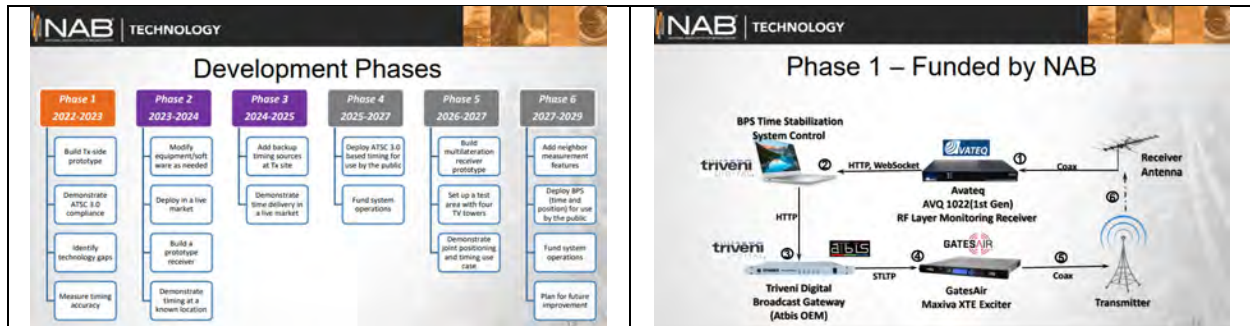 NAB TECHNOLOGY
Development Phases
Phase 1
2022-2023
Build Tx-side
prototype
Demonstrate
ATSC 3.0
compliance
Identify
technology gaps
Measure timing
accuracy
Phase 2
2023-2024
Modify
equipment/soft
ware as needed
Deploy in a live
market
Build a
prototype
receiver
Demonstrate
timing at a
known location
Phase 3
2024-2025
Add backup
timing sources
at Tx site
Demonstrate
time delivery in
a live market
Phase 4
2025-2027
Deploy ATSC 3.0
based timing for
use by the public
Fund system
operations
Phase 5
2026-2027
Build
multilateration
receiver
prototype
Set up a test
area with four
TV towers
Demonstrate
joint positioning
and timing use
case
Phase 6
2027-2029
Add neighbor
measurement
features
Deploy BPS
(time and
position) for use
by the public
Fund system
operations
Plan for future
improvement
NAB TECHNOLOGY
Phase 1 – Funded by NAB
BPS Time Stabilization
System Control
triveni
②
HTTP, WebSocket
AVATEQ
①
Coax
Receiver
Antenna
Avateq
AVQ 1022(1st Gen)
RF Layer Monitoring Receiver
⑥
HTTP
triveni
③
atbis
STLTP
GATESAIR
④
⑤
Coax
Triveni Digital
Broadcast Gateway
(Atbis OEM)
GatesAir
Maxiva XTE Exciter
Transmitter